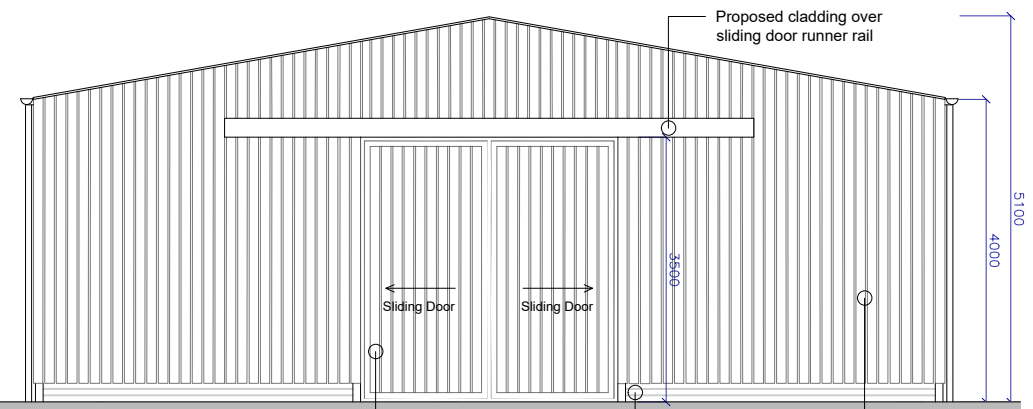 Proposed cladding over
sliding door runner rail
5100
4000
3500
Sliding Door
Sliding Door